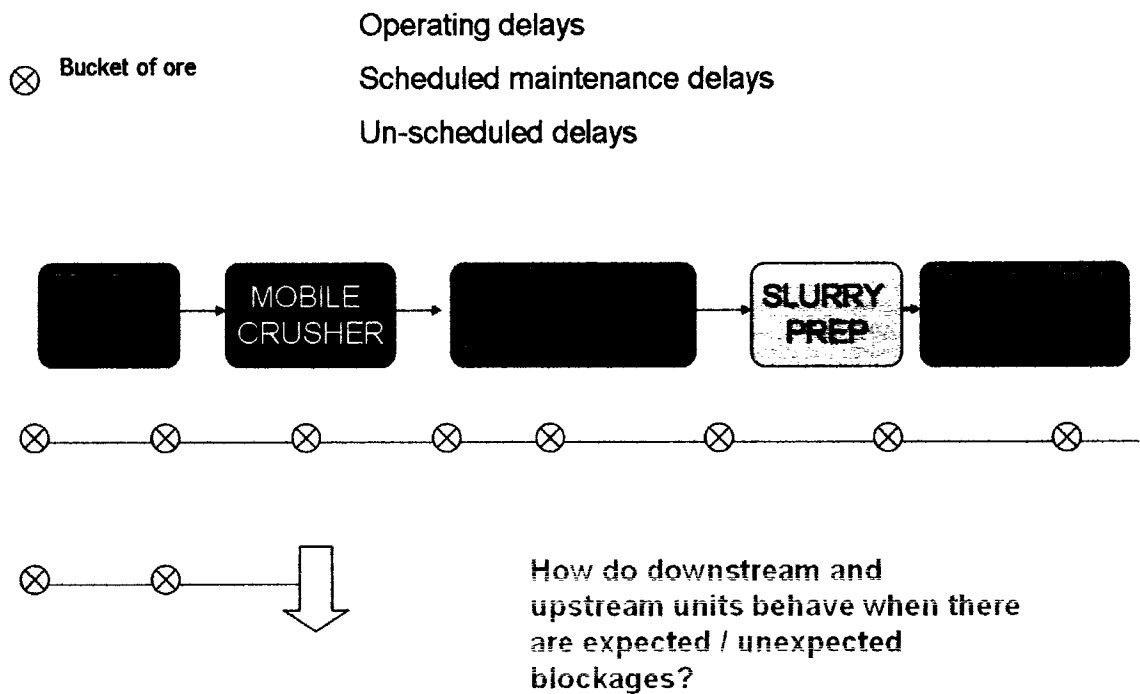 Operating delays
Bucket of ore
Scheduled maintenance delays
Un-scheduled delays
MOBILE
CRUSHER
SLURRY
PREP
How do downstream and
upstream units behave when there
are expected / unexpected
blockages?